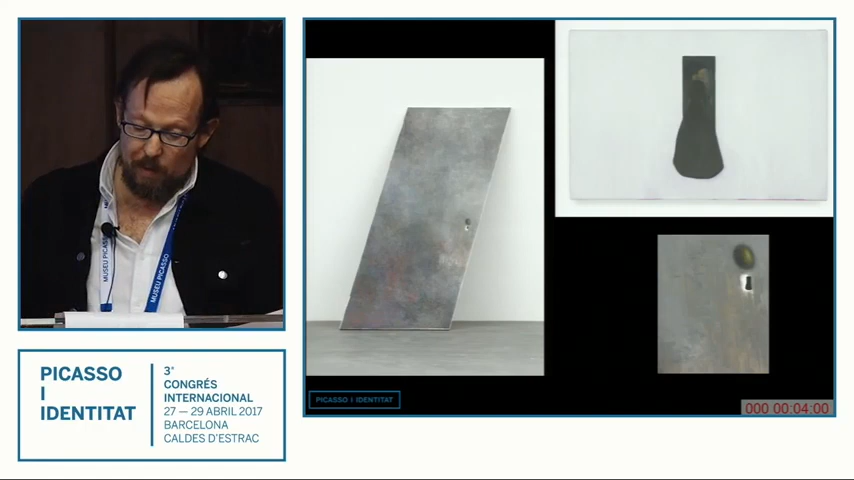 MUSEU PICASSO
MUSEU PICASSO
PICASSO
I
IDENTITAT
3º
CONGRÉS
INTERNACIONAL
27 — 29 ABRIL 2017
BARCELONA
CALDES D'ESTRAC
PICASSO I IDENTITAT
000 00:04:00